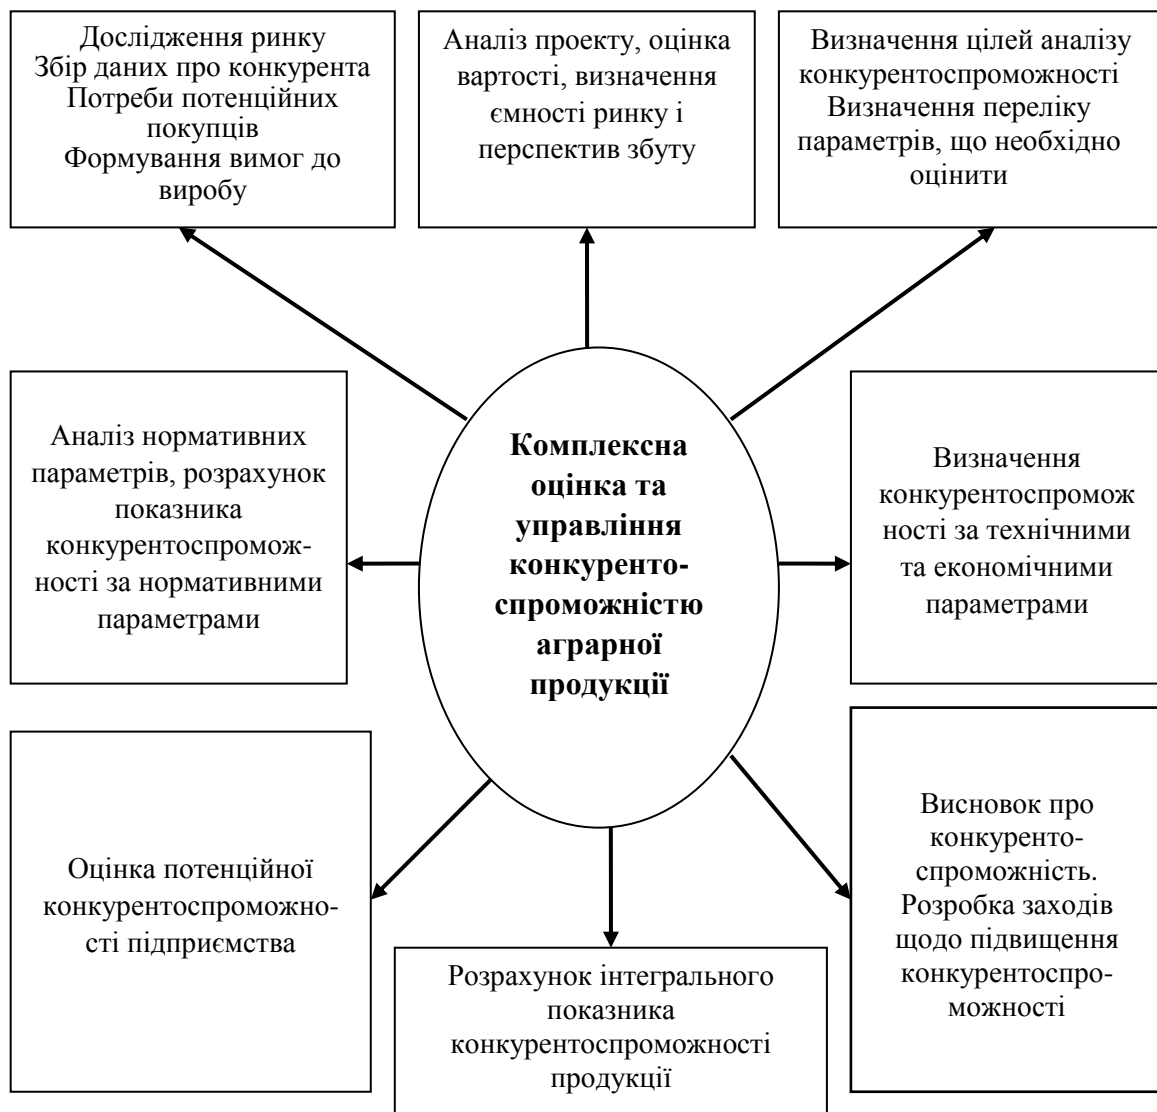 Дослідження ринку
Збір даних про конкурента
Потреби потенційних
покупців
Формування вимог до
виробу
Аналіз проекту, оцінка
вартості, визначення
ємності ринку і
перспектив збуту
Визначення цілей аналізу
конкурентоспроможності
Визначення переліку
параметрів, що необхідно
оцінити
Аналіз нормативних
параметрів, розрахунок
показника
конкурентоспромож-
ності за нормативними
параметрами
Комплексна
оцінка та
управління
конкуренто-
спроможністю
аграрної
продукції
Визначення
конкурентоспромож
ності за технічними
та економічними
параметрами
Оцінка потенційної
конкурентоспроможно-
сті підприємства
Розрахунок інтегрального
показника
конкурентоспроможності
продукції
Висновок про
конкуренто-
спроможність.
Розробка заходів
щодо підвищення
конкурентоспро-
можності